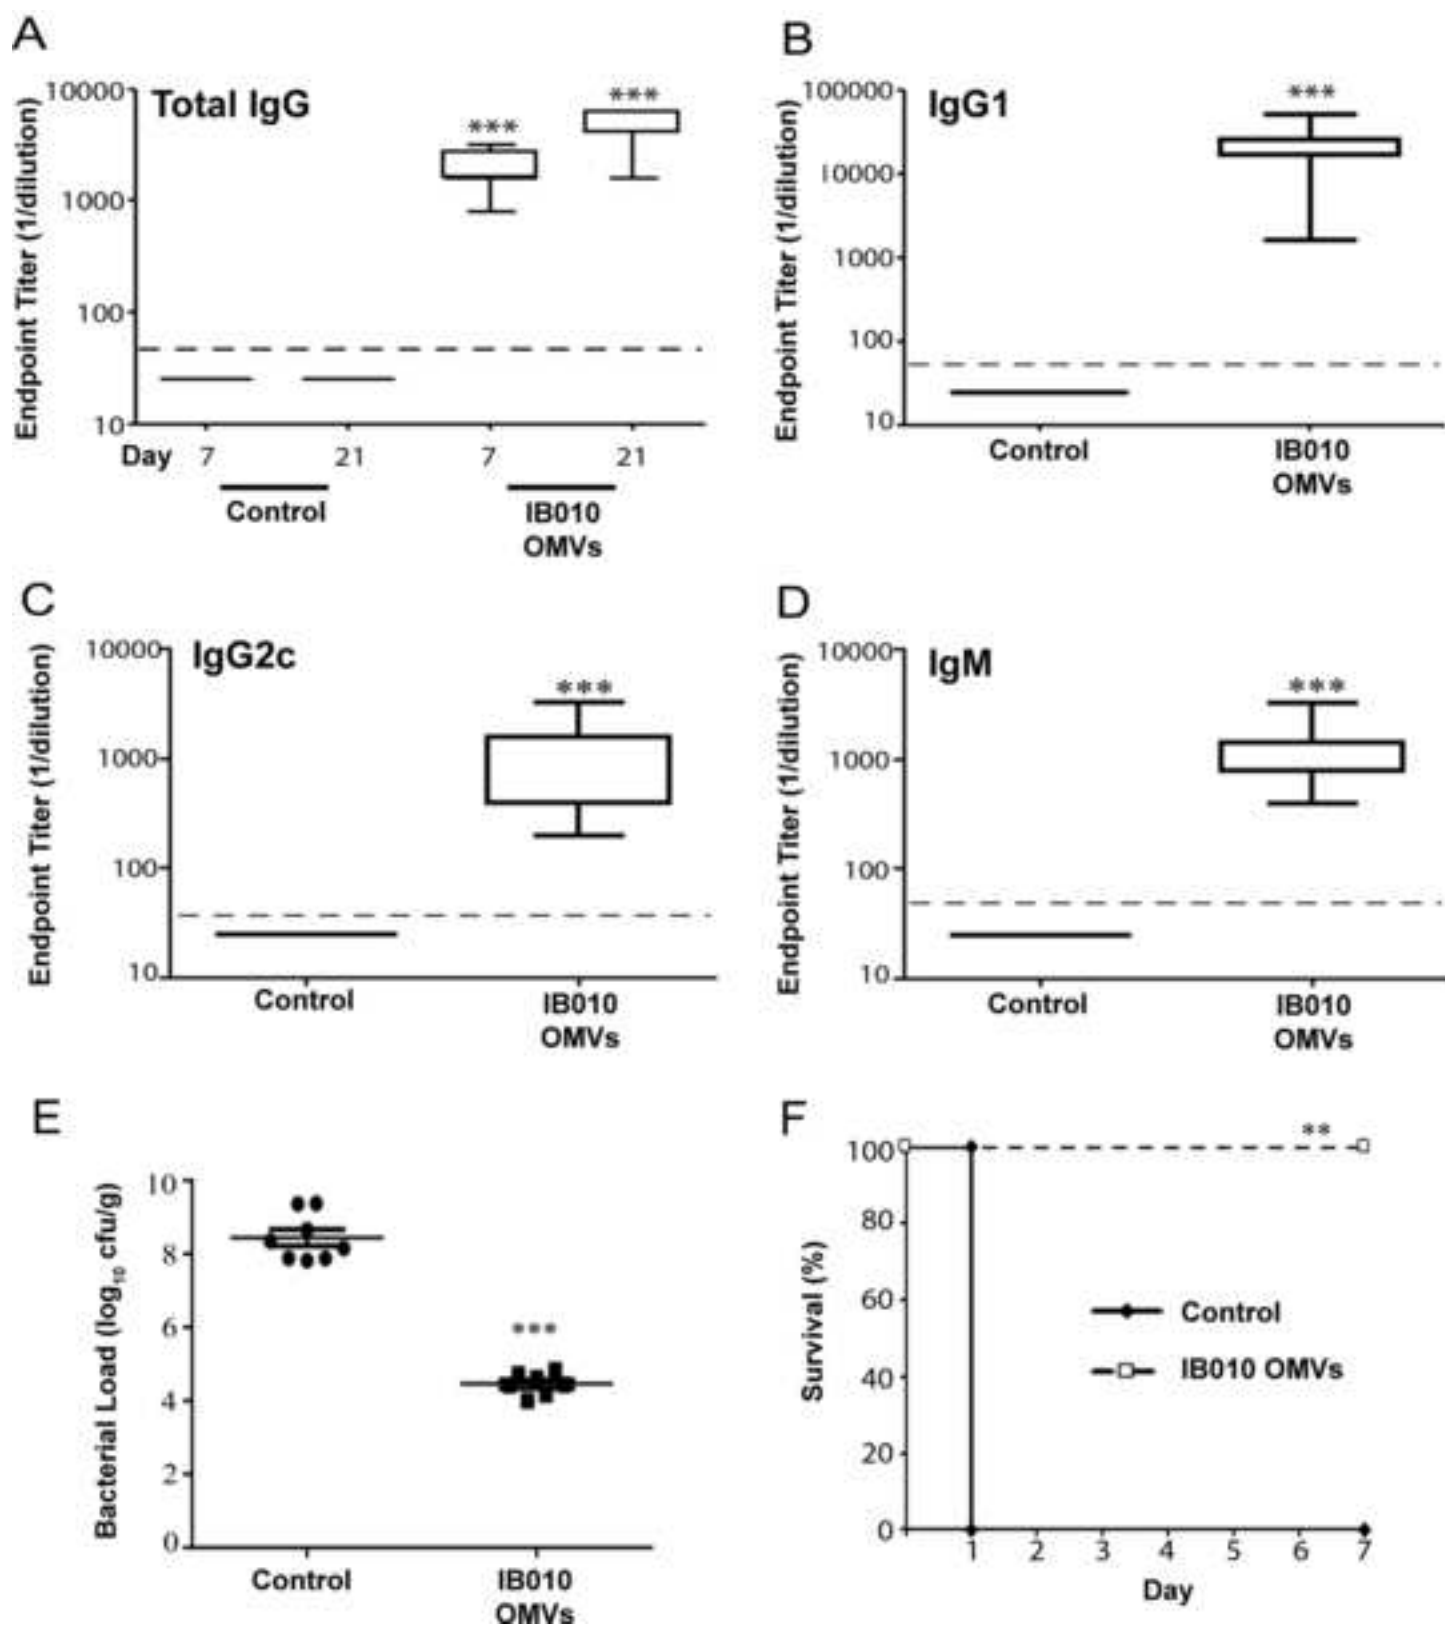 A
Total IgG
Endpoint Titer (1/dilution)
10000
1000
100
10
***
***
Day 7 21 7 21
Control
IB010
OMVs
B
IgG1
Endpoint Titer (1/dilution)
100000
10000
1000
100
10
***
Control
IB010
OMVs
C
IgG2c
Endpoint Titer (1/dilution)
10000
1000
100
10
***
Control
IB010
OMVs
D
IgM
Endpoint Titer (1/dilution)
10000
1000
100
10
***
Control
IB010
OMVs
E
Bacterial Load (log10 cfu/g)
10
8
6
4
2
0
***
Control
IB010
OMVs
F
Survival (%)
100
80
60
40
20
0
**
Control
IB010 OMVs
1 2 3 4 5 6 7
Day